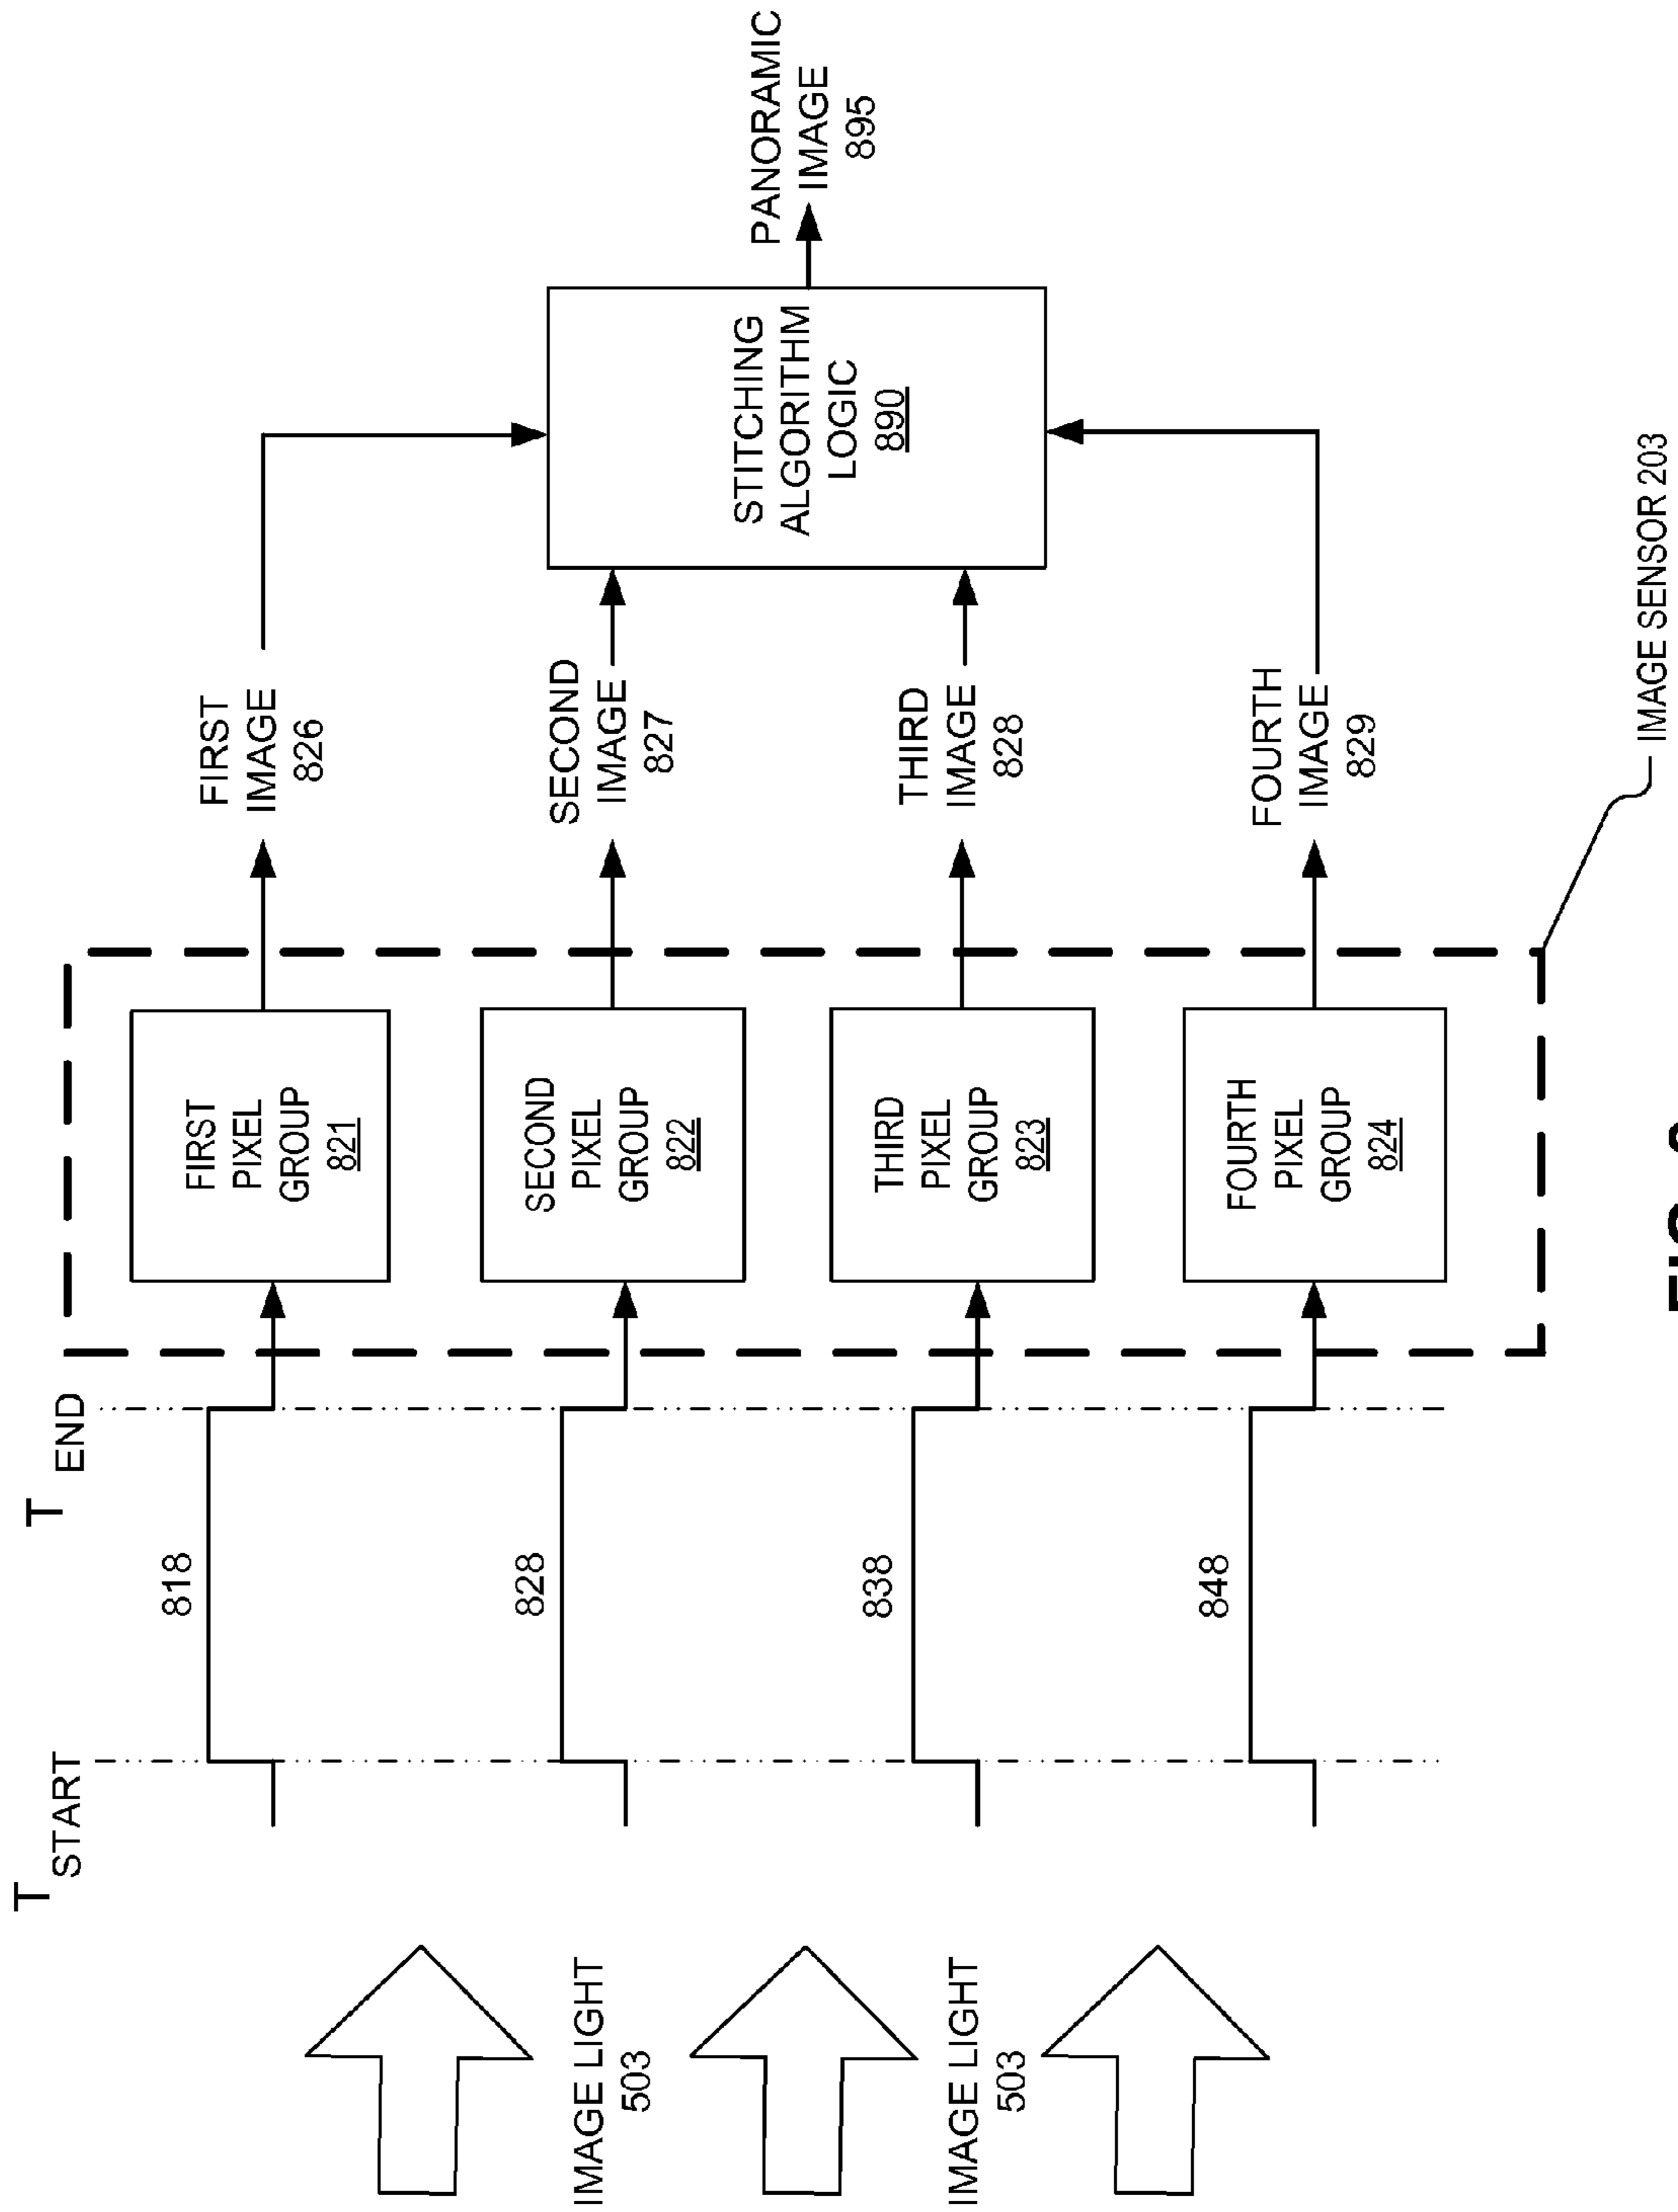 T START
T END
IMAGE LIGHT
503
IMAGE LIGHT
503
818
828
838
848
FIRST
PIXEL
GROUP
821
SECOND
PIXEL
GROUP
822
THIRD
PIXEL
GROUP
823
FOURTH
PIXEL
GROUP
824
FIRST
IMAGE
826
SECOND
IMAGE
827
THIRD
IMAGE
828
FOURTH
IMAGE
829
STITCHING
ALGORITHM
LOGIC
890
PANORAMIC
IMAGE
895
IMAGE SENSOR 203
FIG.